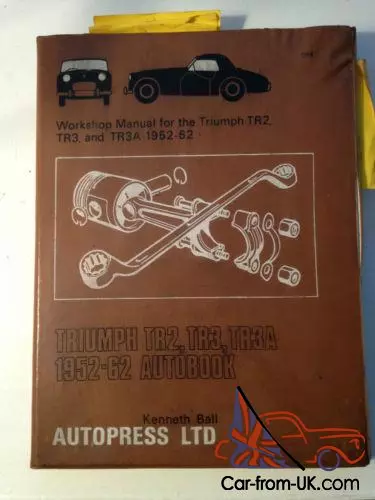 Workshop Manual for the Triumph TR2,
TR3, and TR3A 1952-62
TRIUMPH TR2, TR3, TR3A
1952-62 AUTOBOOK
Kenneth Ball
AUTOPRESS LTD
Car-from-UK.com